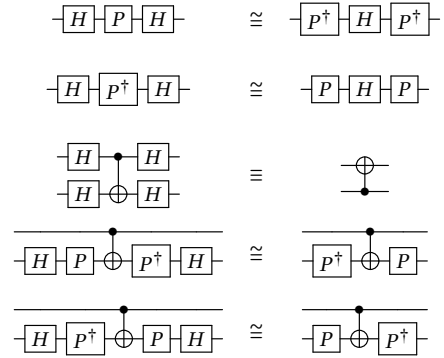 H P H ≅ P† H P†
H P† H ≅ P H P
H H
H H ≡
H P P† H ≅ P† P
H P† P H ≅ P P†